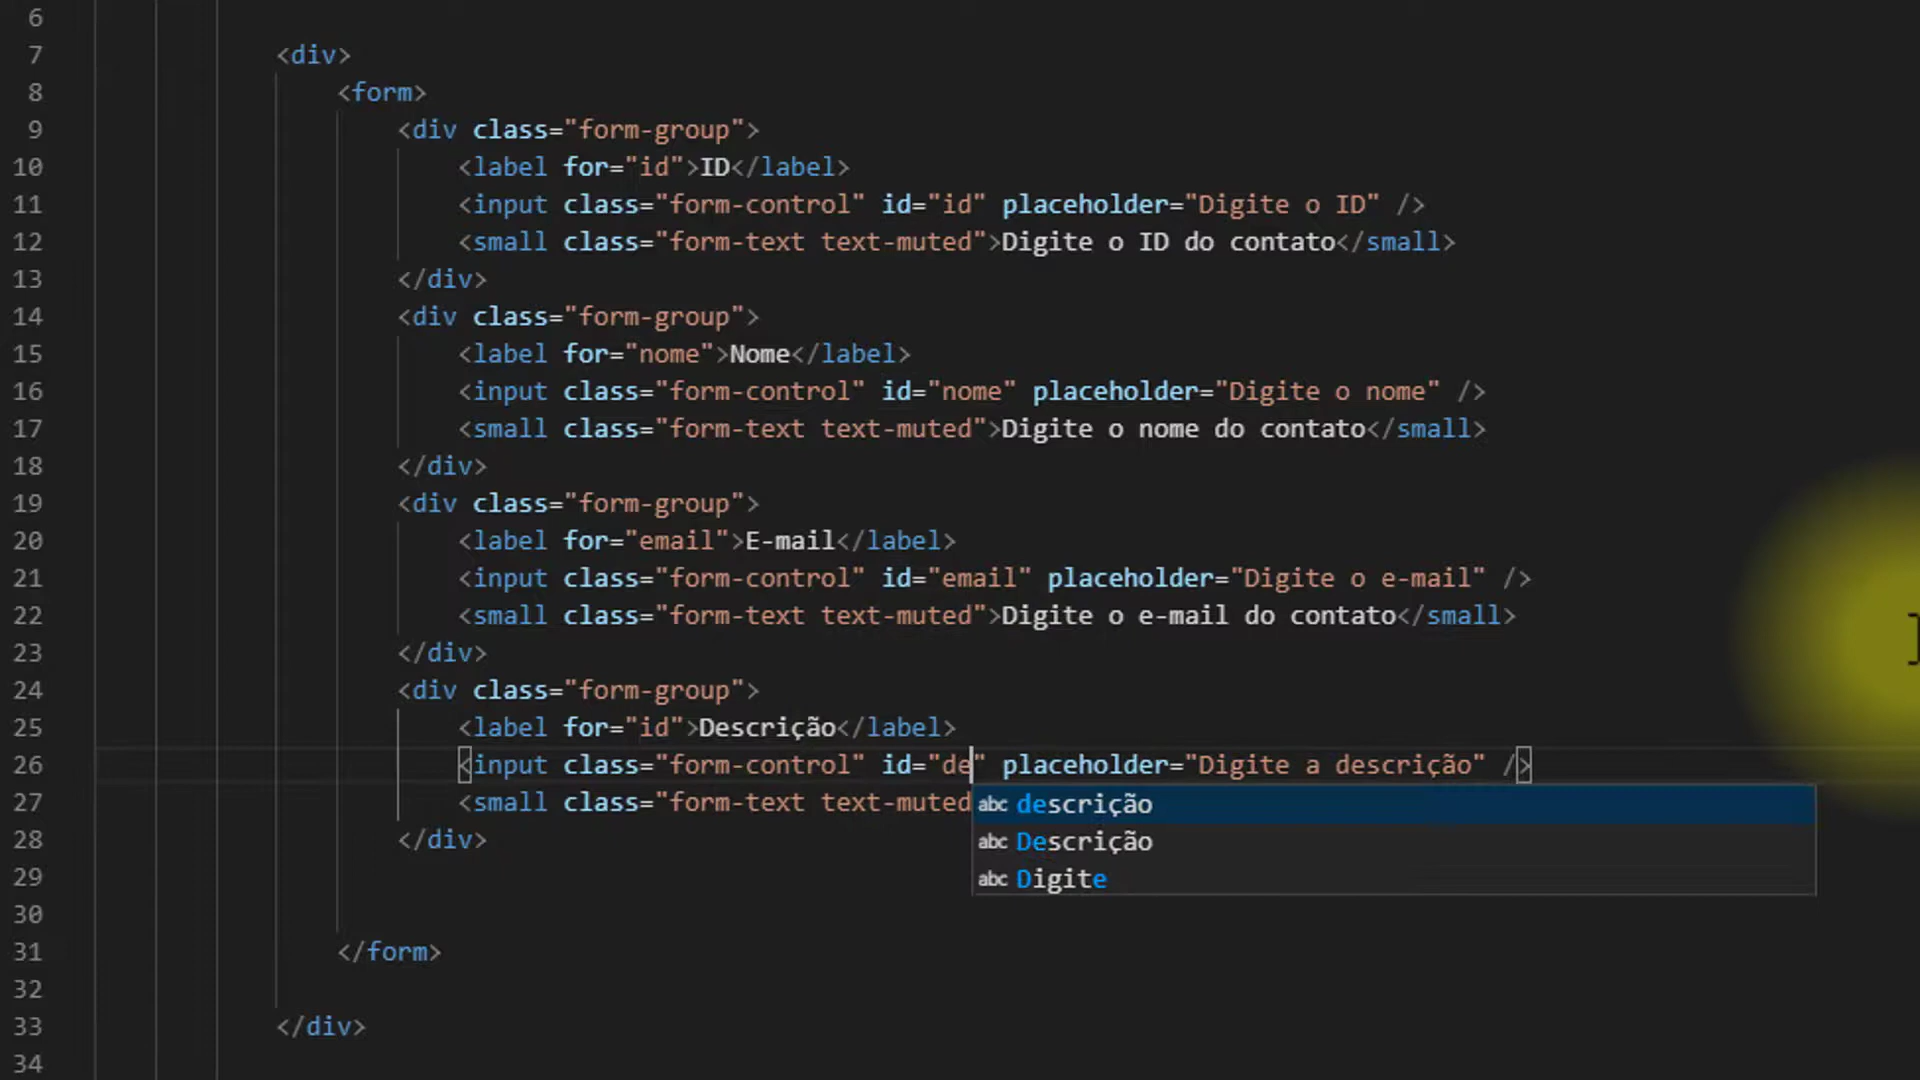 6
7 <div>
8 <form>
9 <div class="form-group">
10 <label for="id">ID</label>
11 <input class="form-control" id="id" placeholder="Digite o ID" />
12 <small class="form-text text-muted">Digite o ID do contato</small>
13 </div>
14 <div class="form-group">
15 <label for="nome">Nome</label>
16 <input class="form-control" id="nome" placeholder="Digite o nome" />
17 <small class="form-text text-muted">Digite o nome do contato</small>
18 </div>
19 <div class="form-group">
20 <label for="email">E-mail</label>
21 <input class="form-control" id="email" placeholder="Digite o e-mail" />
22 <small class="form-text text-muted">Digite o e-mail do contato</small>
23 </div>
24 <div class="form-group">
25 <label for="id">Descrição</label>
26 <input class="form-control" id="de" placeholder="Digite a descrição" />
27 <small class="form-text text-muted
abc descrição
28 </div>
abc Descrição
29
abc Digite
30
31 </form>
32
33 </div>
34